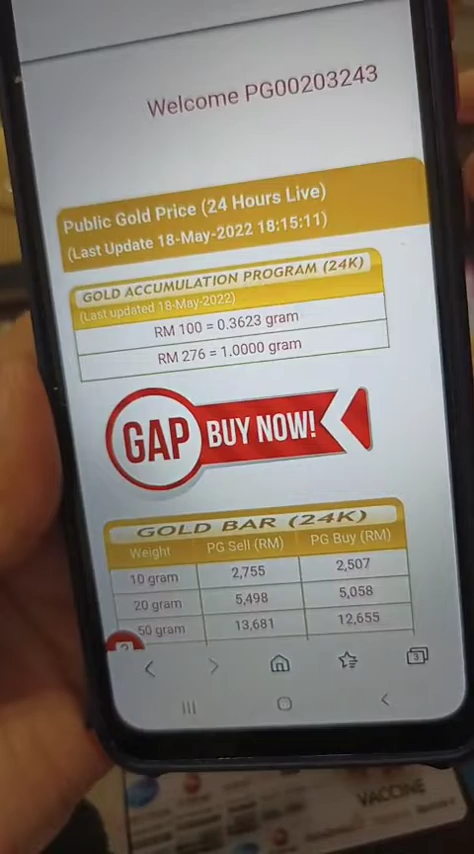 Welcome PG00203243
Public Gold Price (24 Hours Live)
(Last Update 18-May-2022 18:15:11)
GOLD ACCUMULATION PROGRAM (24K)
(Last updated 18-May-2022)
RM 100 = 0.3623 gram
RM 276 = 1.0000 gram
GAP BUY NOW!
GOLD BAR (24K)
Weight PG Sell (RM) PG Buy (RM)
10 gram 2,755 2,507
20 gram 5,498 5,058
50 gram 13,681 12,655
3
VACCINE